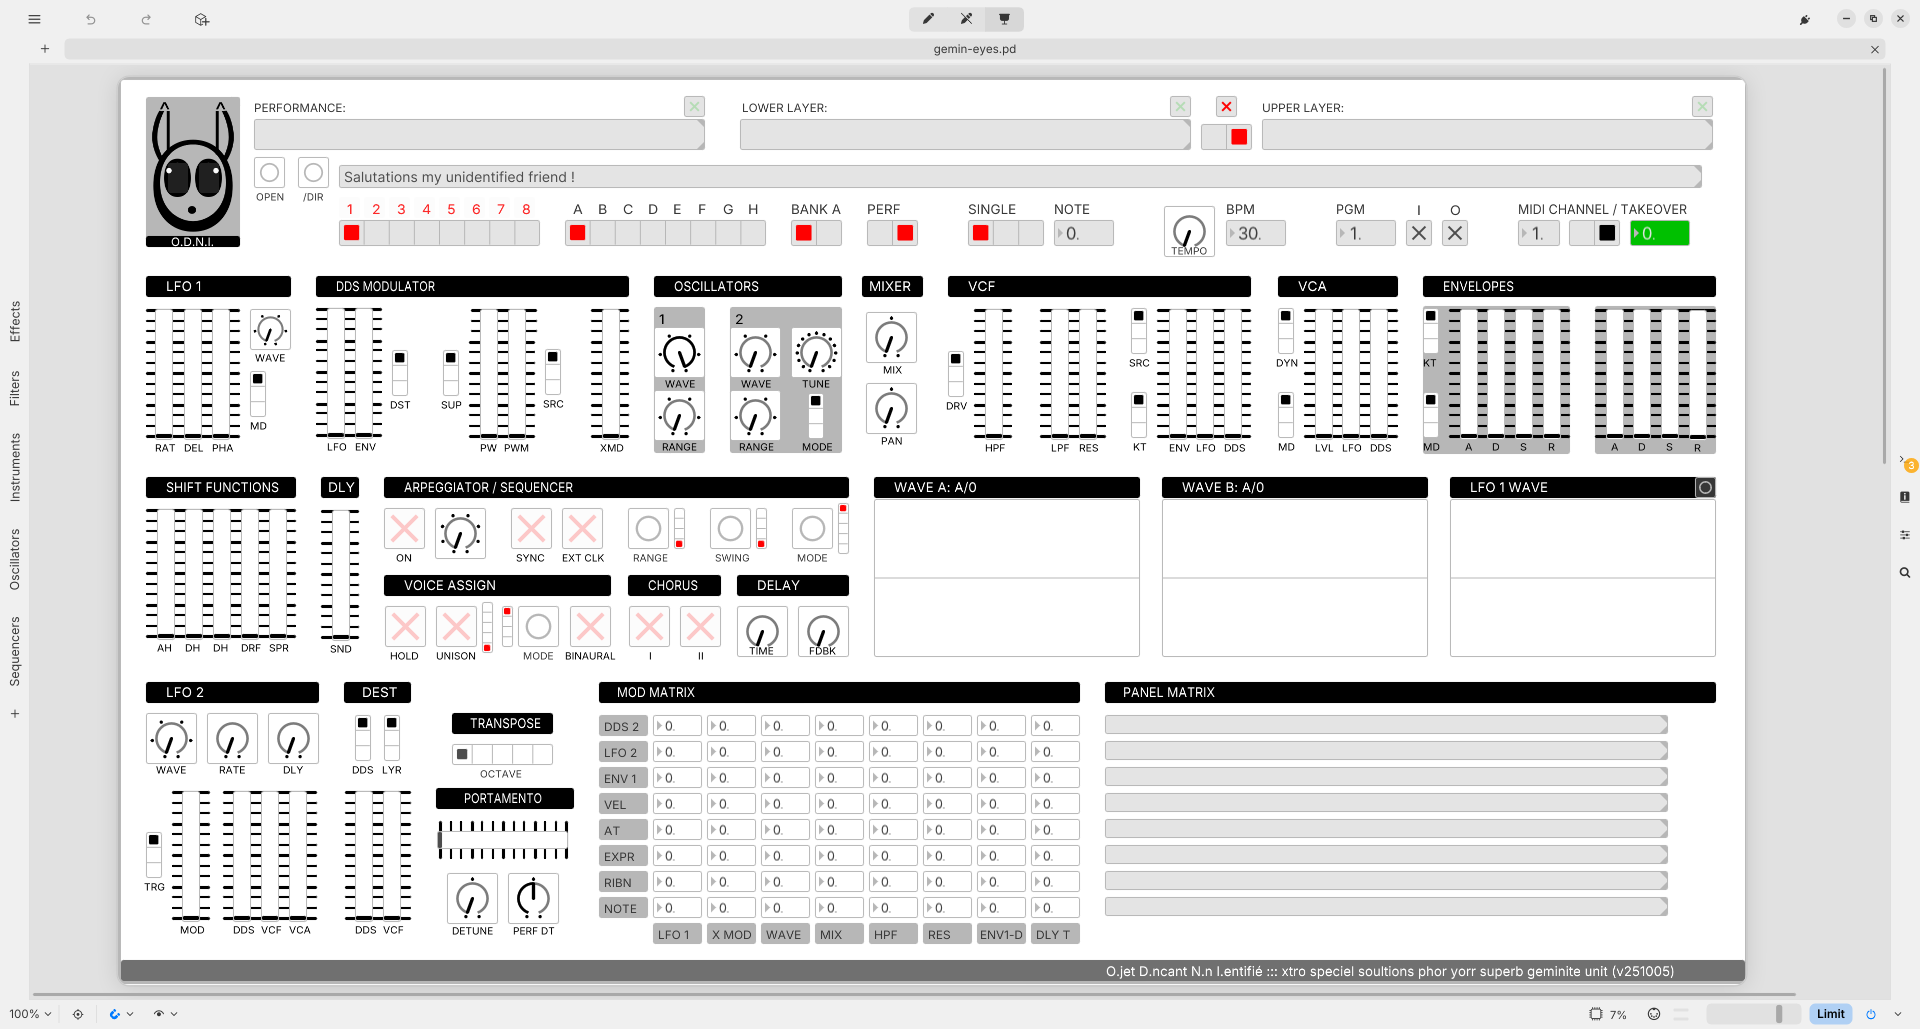 gemin-eyes.pd
PERFORMANCE:
LOWER LAYER:
UPPER LAYER:
OPEN
/DIR
Salutations my unidentified friend !
O.D.N.I.
1 2 3 4 5 6 7 8
A B C D E F G H
BANK A
PERF
SINGLE
NOTE
0.
TEMPO
BPM
30.
PGM
1.
I
O
MIDI CHANNEL / TAKEOVER
1.
0.
LFO 1
DDS MODULATOR
OSCILLATORS
MIXER
VCF
VCA
ENVELOPES
WAVE
MD
RAT DEL PHA
DST
SUP
SRC
LFO ENV
PW PWM
XMD
1
2
WAVE
WAVE
TUNE
RANGE
RANGE
MODE
MIX
PAN
DRV
HPF
LPF RES
SRC
KT
ENV LFO DDS
DYN
MD
LVL LFO DDS
KT
MD
A D S R
A D S R
SHIFT FUNCTIONS
DLY
ARPEGGIATOR / SEQUENCER
WAVE A: A/0
WAVE B: A/0
LFO 1 WAVE
ON
SYNC
EXT CLK
RANGE
SWING
MODE
VOICE ASSIGN
CHORUS
DELAY
AH DH DH DRF SPR
SND
HOLD
UNISON
MODE
BINAURAL
I
II
TIME
FDBK
LFO 2
DEST
TRANSPOSE
MOD MATRIX
PANEL MATRIX
WAVE
RATE
DLY
DDS LYR
OCTAVE
PORTAMENTO
TRG
MOD
DDS VCF VCA
DDS VCF
DETUNE
PERF DT
DDS 2 0. 0. 0. 0. 0. 0. 0. 0.
LFO 2 0. 0. 0. 0. 0. 0. 0. 0.
ENV 1 0. 0. 0. 0. 0. 0. 0. 0.
VEL 0. 0. 0. 0. 0. 0. 0. 0.
AT 0. 0. 0. 0. 0. 0. 0. 0.
EXPR 0. 0. 0. 0. 0. 0. 0. 0.
RIBN 0. 0. 0. 0. 0. 0. 0. 0.
NOTE 0. 0. 0. 0. 0. 0. 0. 0.
LFO 1 X MOD WAVE MIX HPF RES ENV1-D DLY T
O.jet D.ncant N.n I.entifié ::: xtro speciel soultions phor yorr superb geminite unit (v251005)
Effects
Filters
Instruments
Oscillators
Sequencers
3
100%
7%
Limit